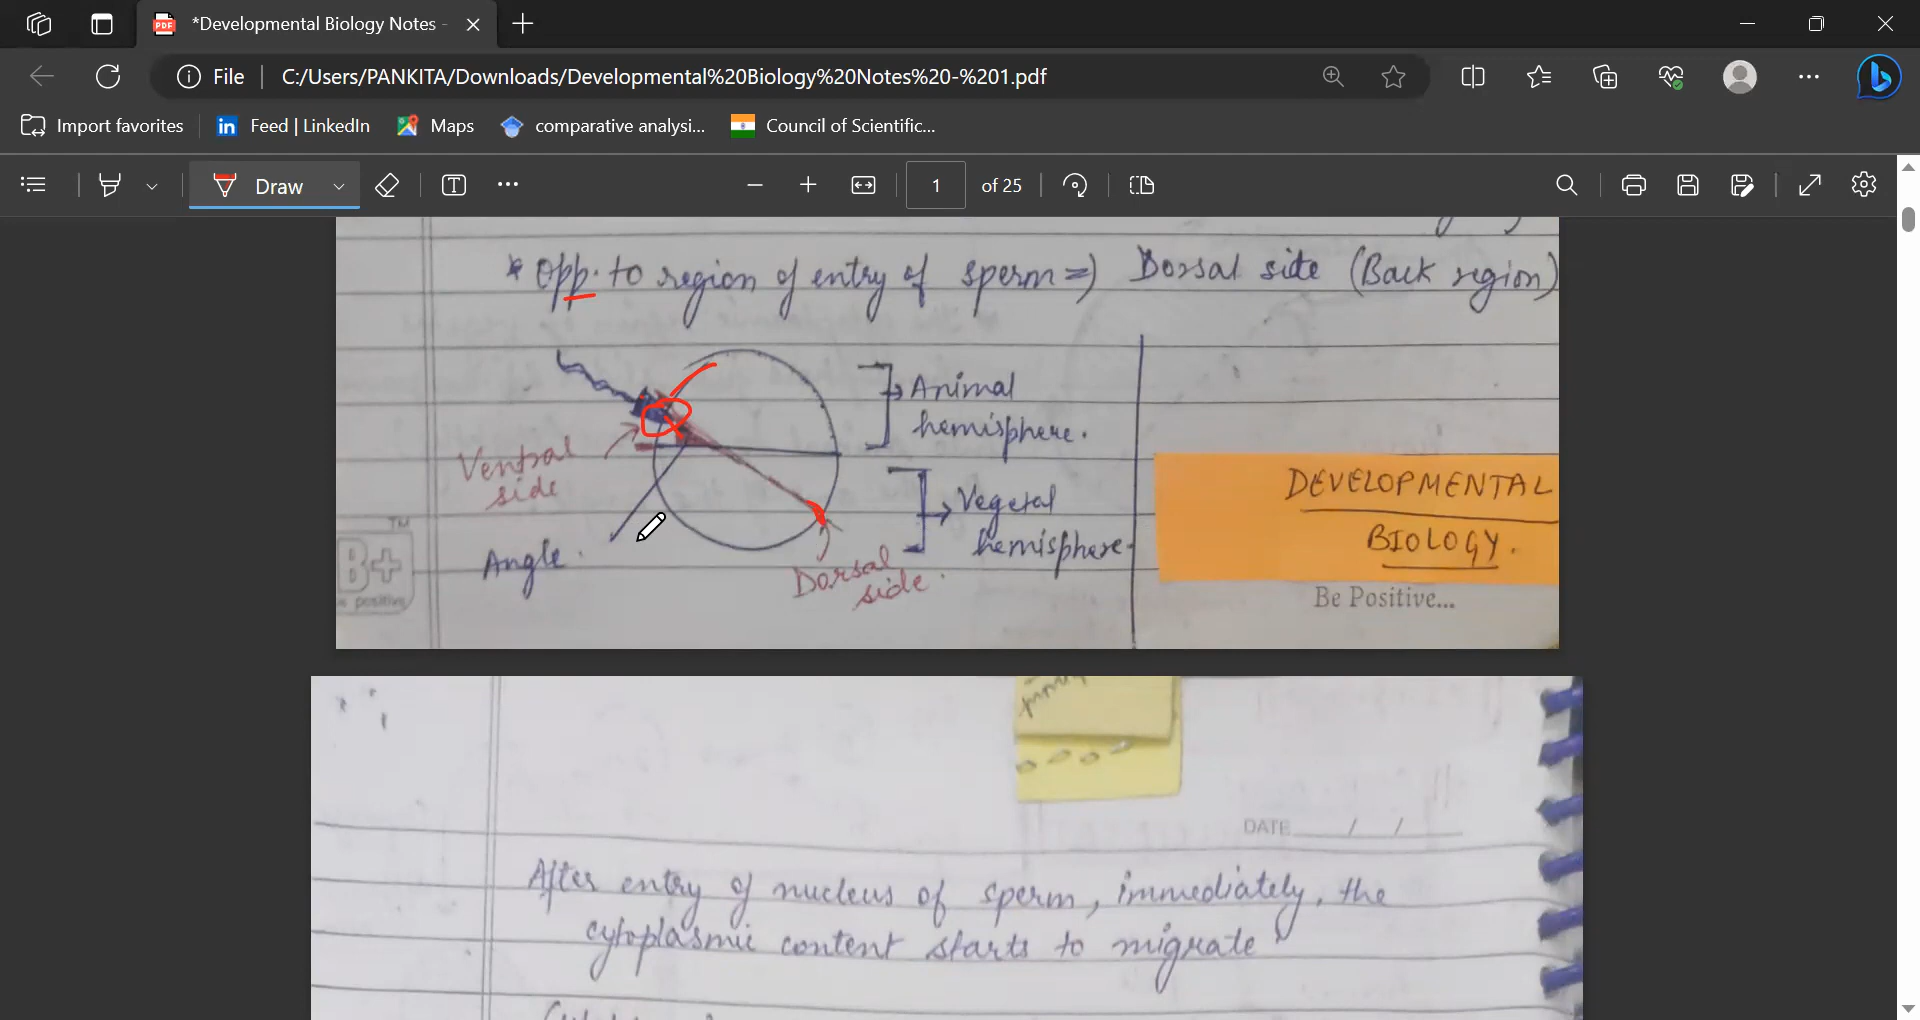 *Developmental Biology Notes -
File
C:/Users/PANKITA/Downloads/Developmental%20Biology%20Notes%20-%201.pdf
Import favorites
Feed | LinkedIn
Maps
comparative analysi...
Council of Scientific...
Draw
1
of 25
* Opp. to region of entry of sperm => Dorsal side (Back region)
Animal
hemisphere.
Ventral
side
Vegetal
hemisphere.
Angle.
Dorsal
side.
DEVELOPMENTAL
BIOLOGY.
TM
B+
positive
Be Positive...
DATE / /
After entry of nucleus of sperm, immediately, the
cytoplasmic content starts to migrate